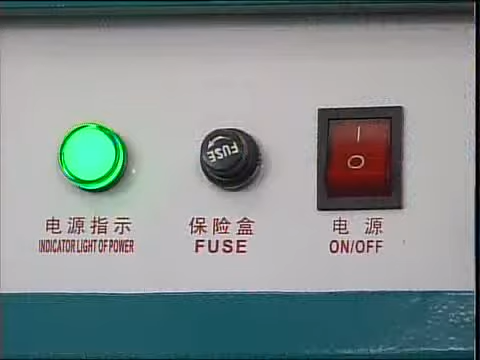 FUSE
I
O
电源指示
INDICATOR LIGHT OF POWER
保险盒
FUSE
电源
ON/OFF